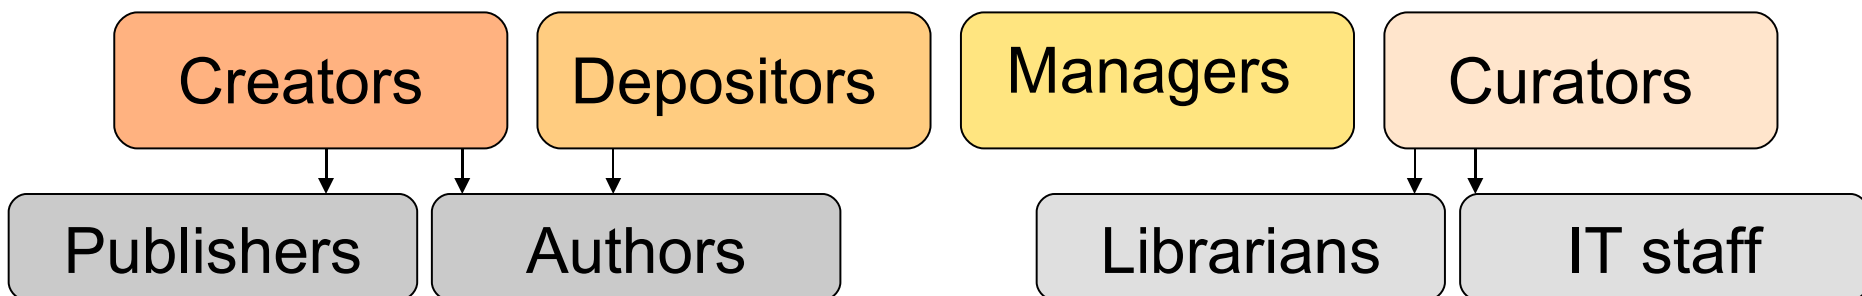 Creators
Depositors
Managers
Curators
Publishers
Authors
Librarians
IT staff